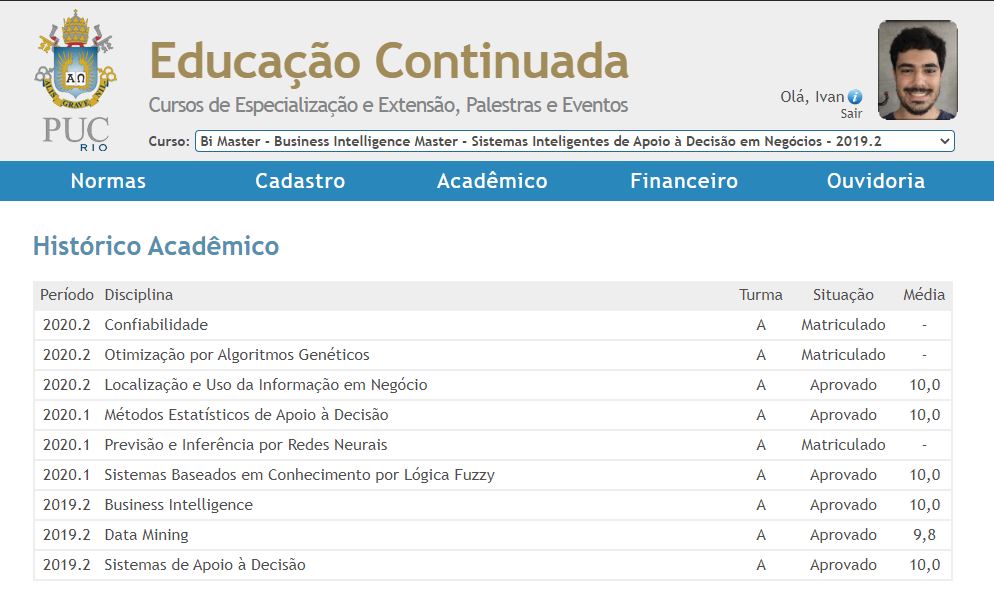 Educação Continuada
Cursos de Especialização e Extensão, Palestras e Eventos
PUC
RIO
Olá, Ivan
Sair
Curso: Bi Master - Business Intelligence Master - Sistemas Inteligentes de Apoio à Decisão em Negócios - 2019.2
Normas Cadastro Acadêmico Financeiro Ouvidoria
Histórico Acadêmico
Período Disciplina Turma Situação Média
2020.2 Confiabilidade A Matriculado -
2020.2 Otimização por Algoritmos Genéticos A Matriculado -
2020.2 Localização e Uso da Informação em Negócio A Aprovado 10,0
2020.1 Métodos Estatísticos de Apoio à Decisão A Aprovado 10,0
2020.1 Previsão e Inferência por Redes Neurais A Matriculado -
2020.1 Sistemas Baseados em Conhecimento por Lógica Fuzzy A Aprovado 10,0
2019.2 Business Intelligence A Aprovado 10,0
2019.2 Data Mining A Aprovado 9,8
2019.2 Sistemas de Apoio à Decisão A Aprovado 10,0